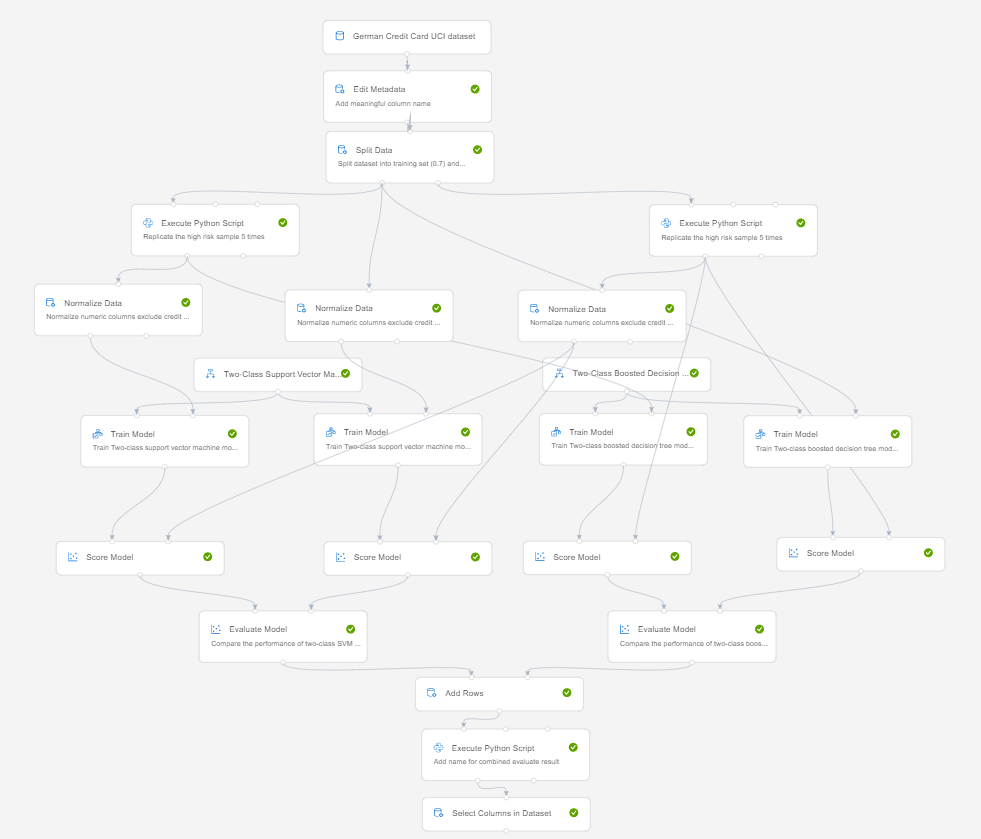 German Credit Card UCI dataset
Edit Metadata
Add meaningful column name
Split Data
Split dataset into training set (0.7) and...
Execute Python Script
Replicate the high risk sample 5 times
Execute Python Script
Replicate the high risk sample 5 times
Normalize Data
Normalize numeric columns exclude credit ...
Normalize Data
Normalize numeric columns exclude credit ...
Normalize Data
Normalize numeric columns exclude credit ...
Two-Class Support Vector Ma...
Two-Class Boosted Decision ...
Train Model
Train Two-class support vector machine mo...
Train Model
Train Two-class support vector machine mo...
Train Model
Train Two-class boosted decision tree mod...
Train Model
Train Two-class boosted decision tree mod...
Score Model
Score Model
Score Model
Score Model
Evaluate Model
Compare the performance of two-class SVM ...
Evaluate Model
Compare the performance of two-class boos...
Add Rows
Execute Python Script
Add name for combined evaluate result
Select Columns in Dataset